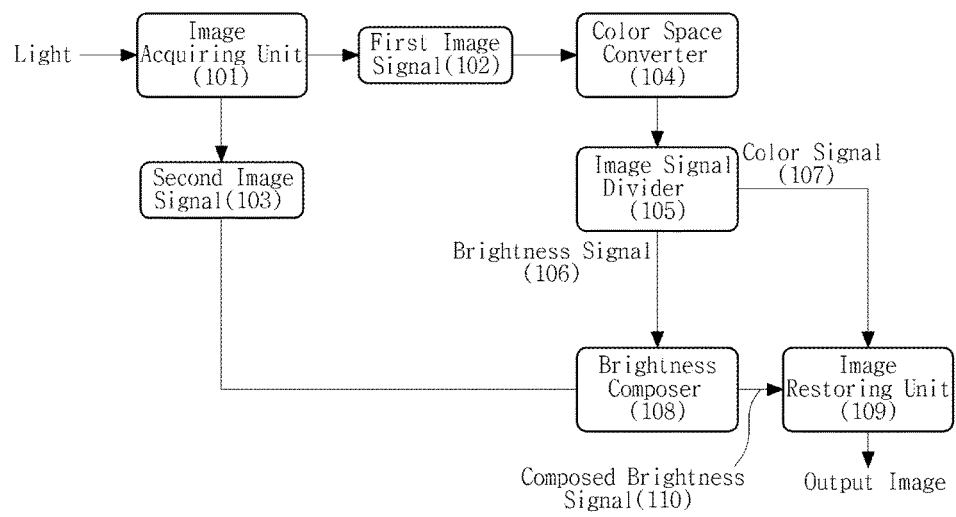 Light
Image
Acquiring Unit
(101)
First Image
Signal(102)
Color Space
Converter
(104)
Second Image
Signal(103)
Image Signal
Divider
(105)
Color Signal
(107)
Brightness Signal
(106)
Brightness
Composer
(108)
Image
Restoring Unit
(109)
Composed Brightness
Signal(110)
Output Image